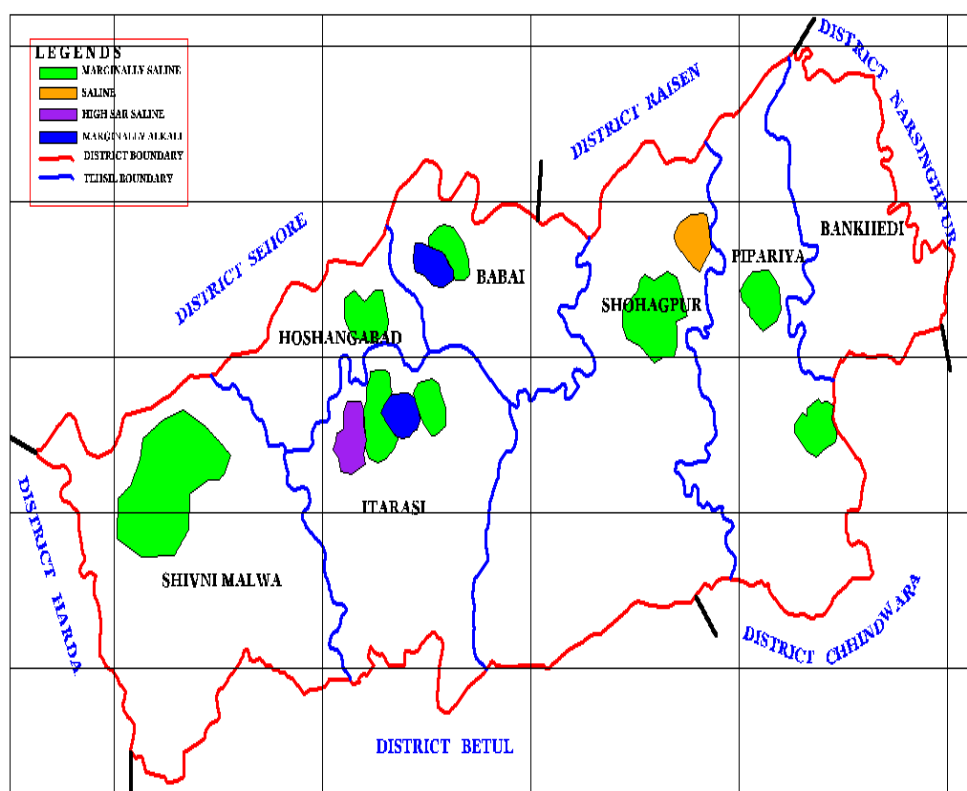 LEGENDS
MARGINALLY SALINE
SALINE
HIGH SAR SALINE
MARGINALLY ALKALI
DISTRICT BOUNDARY
TEHSIL BOUNDARY
DISTRICT RAISEN
DISTRICT NARSINGHPUR
DISTRICT SEHORE
BANKHEDI
PIPARIYA
BABAI
SHOHAGPUR
HOSHANGABAD
ITARASI
SHIVNI MALWA
DISTRICT HARDA
DISTRICT CHHINDWARA
DISTRICT BETUL